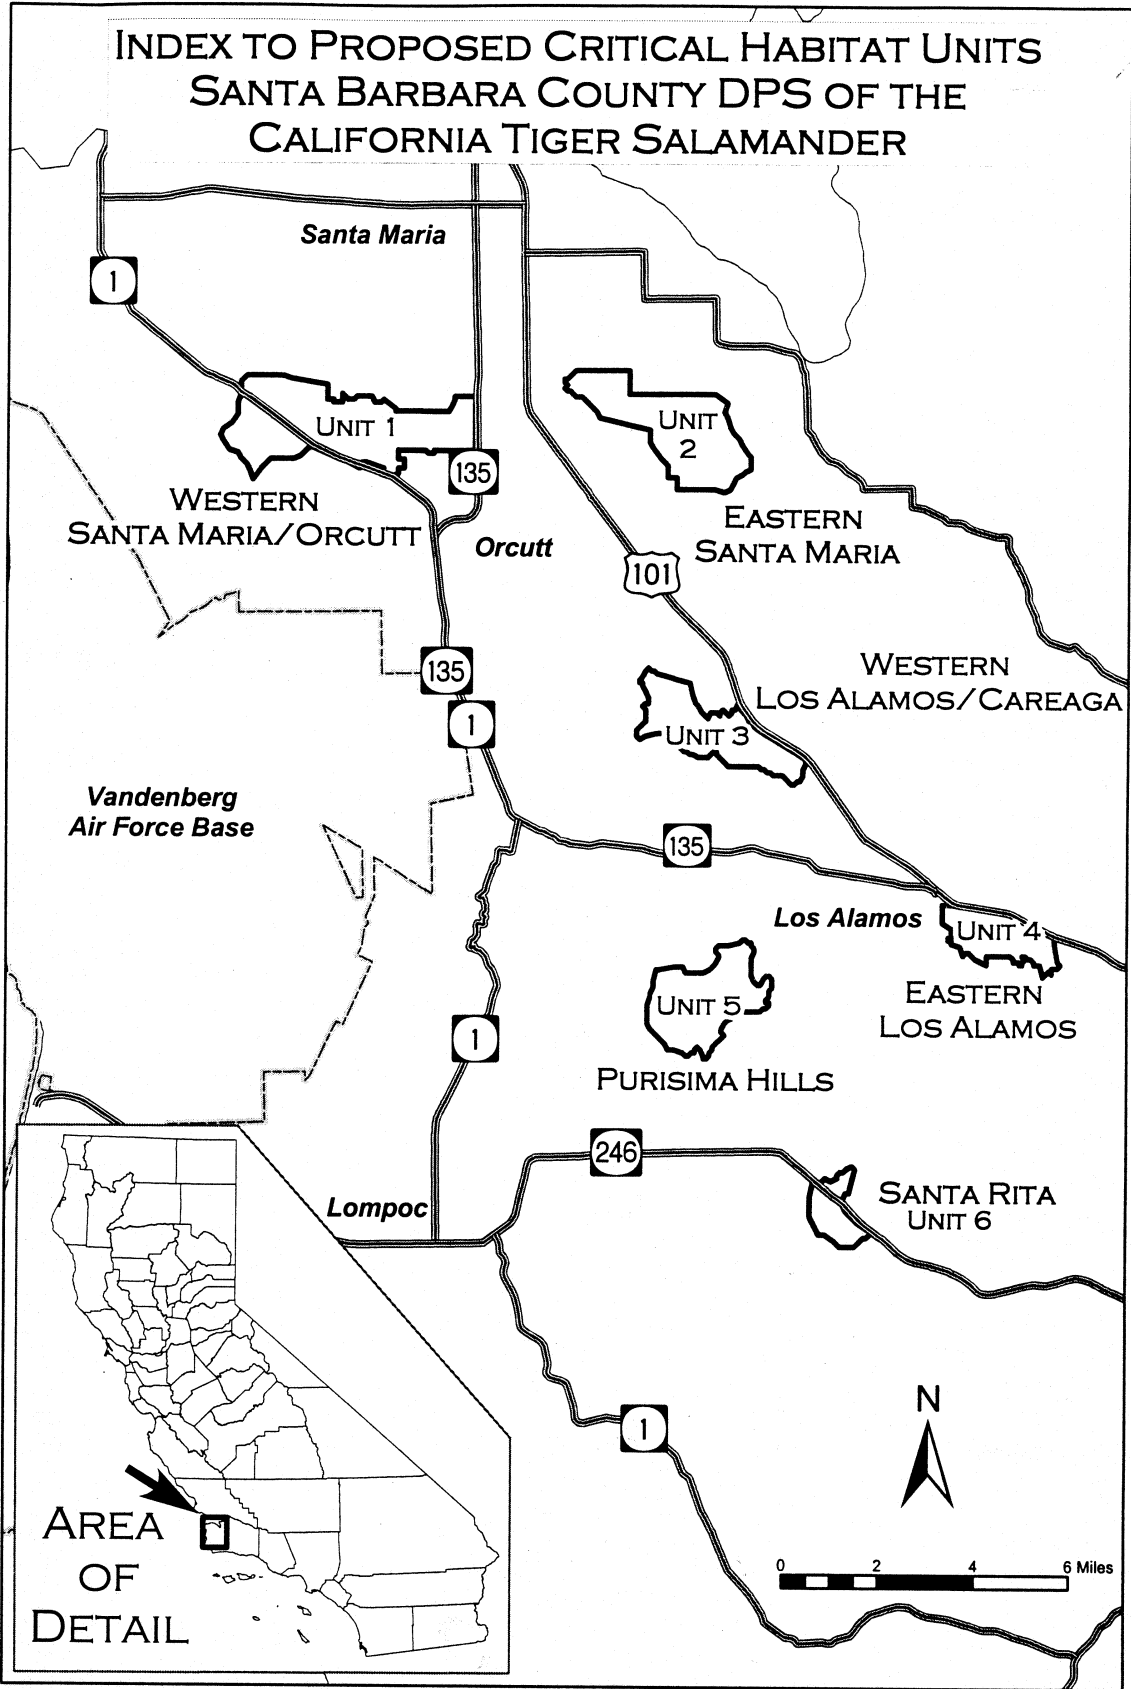 INDEX TO PROPOSED CRITICAL HABITAT UNITS
SANTA BARBARA COUNTY DPS OF THE
CALIFORNIA TIGER SALAMANDER
Santa Maria
1
UNIT 1
UNIT
2
135
WESTERN
SANTA MARIA/ORCUTT
EASTERN
SANTA MARIA
Orcutt
101
135
WESTERN
LOS ALAMOS/CAREAGA
1
UNIT 3
Vandenberg
Air Force Base
135
Los Alamos
UNIT 4
EASTERN
LOS ALAMOS
UNIT 5
1
PURISIMA HILLS
246
SANTA RITA
UNIT 6
Lompoc
N
1
AREA
OF
DETAIL
0 2 4 6 Miles